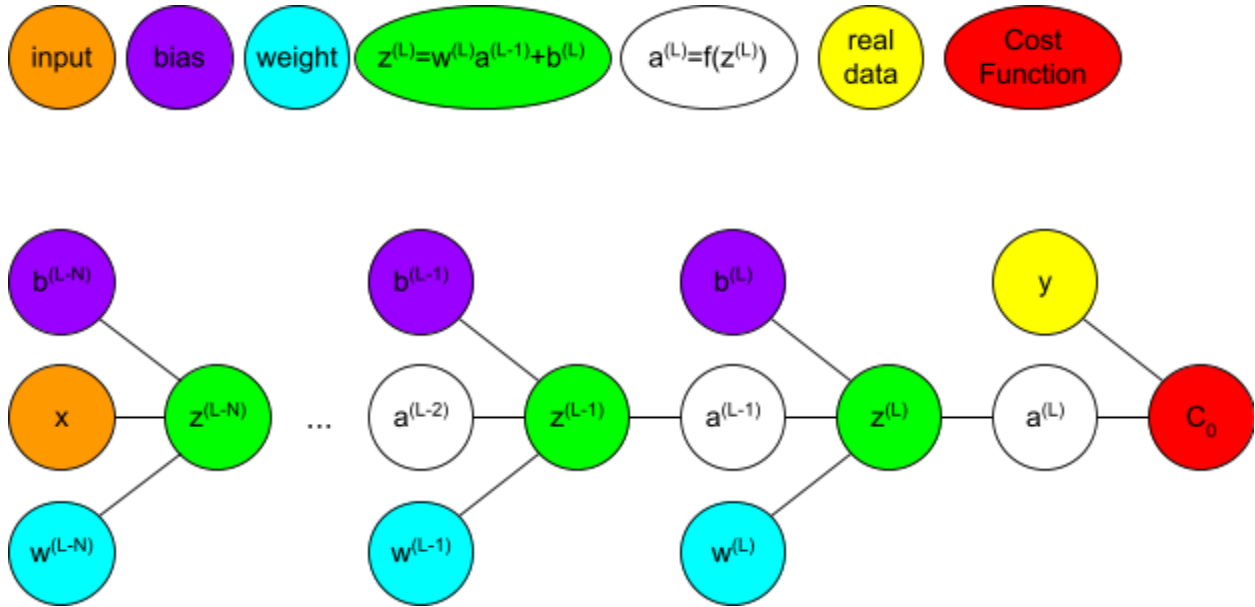 input
bias
weight
z⁽ᴸ⁾=w⁽ᴸ⁾a⁽ᴸ⁻¹⁾+b⁽ᴸ⁾
a⁽ᴸ⁾=f(z⁽ᴸ⁾)
real
data
Cost
Function
b⁽ᴸ⁻ᴺ⁾
b⁽ᴸ⁻¹⁾
b⁽ᴸ⁾
y
x
z⁽ᴸ⁻ᴺ⁾
...
a⁽ᴸ⁻²⁾
z⁽ᴸ⁻¹⁾
a⁽ᴸ⁻¹⁾
z⁽ᴸ⁾
a⁽ᴸ⁾
C₀
w⁽ᴸ⁻ᴺ⁾
w⁽ᴸ⁻¹⁾
w⁽ᴸ⁾